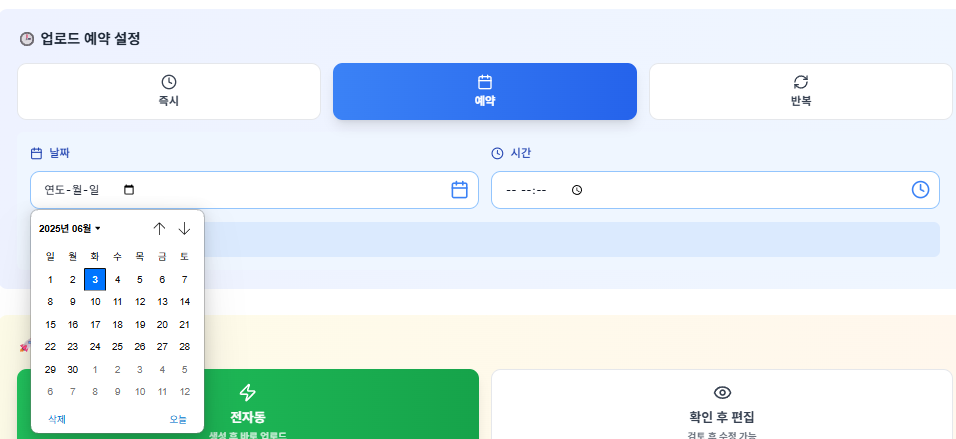 업로드 예약 설정
즉시
예약
반복
날짜
시간
연도-월-일
-- --:--
2025년 06월
일 월 화 수 목 금 토
1 2 3 4 5 6 7
8 9 10 11 12 13 14
15 16 17 18 19 20 21
22 23 24 25 26 27 28
29 30 1 2 3 4 5
6 7 8 9 10 11 12
삭제 오늘
전자동
생성 후 바로 업로드
확인 후 편집
검토 후 수정 가능